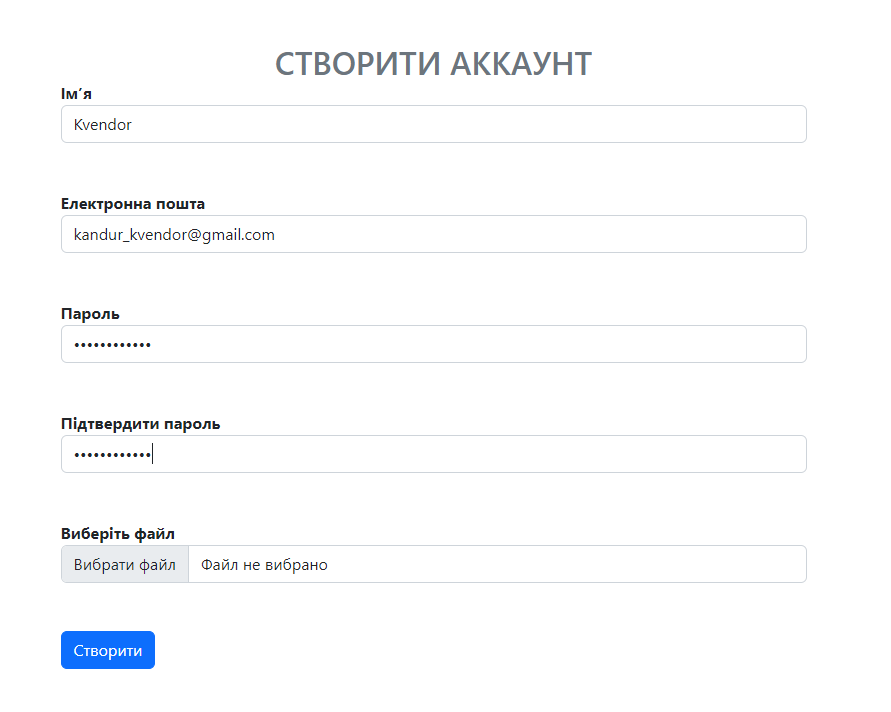 СТВОРИТИ АККАУНТ
Ім’я
Kvendor
Електронна пошта
kandur_kvendor@gmail.com
Пароль
••••••••••••
Підтвердити пароль
••••••••••••
Виберіть файл
Вибрати файл Файл не вибрано
Створити